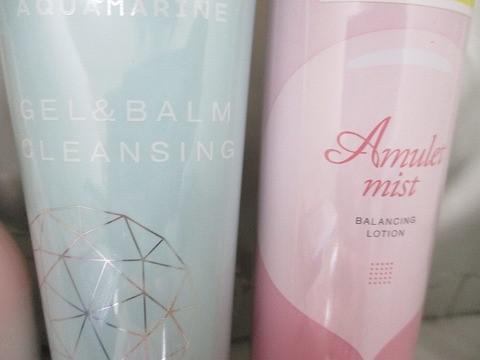 AQUAMARINE
GEL&BALM
CLEANSING
Amulet
mist
BALANCING
LOTION